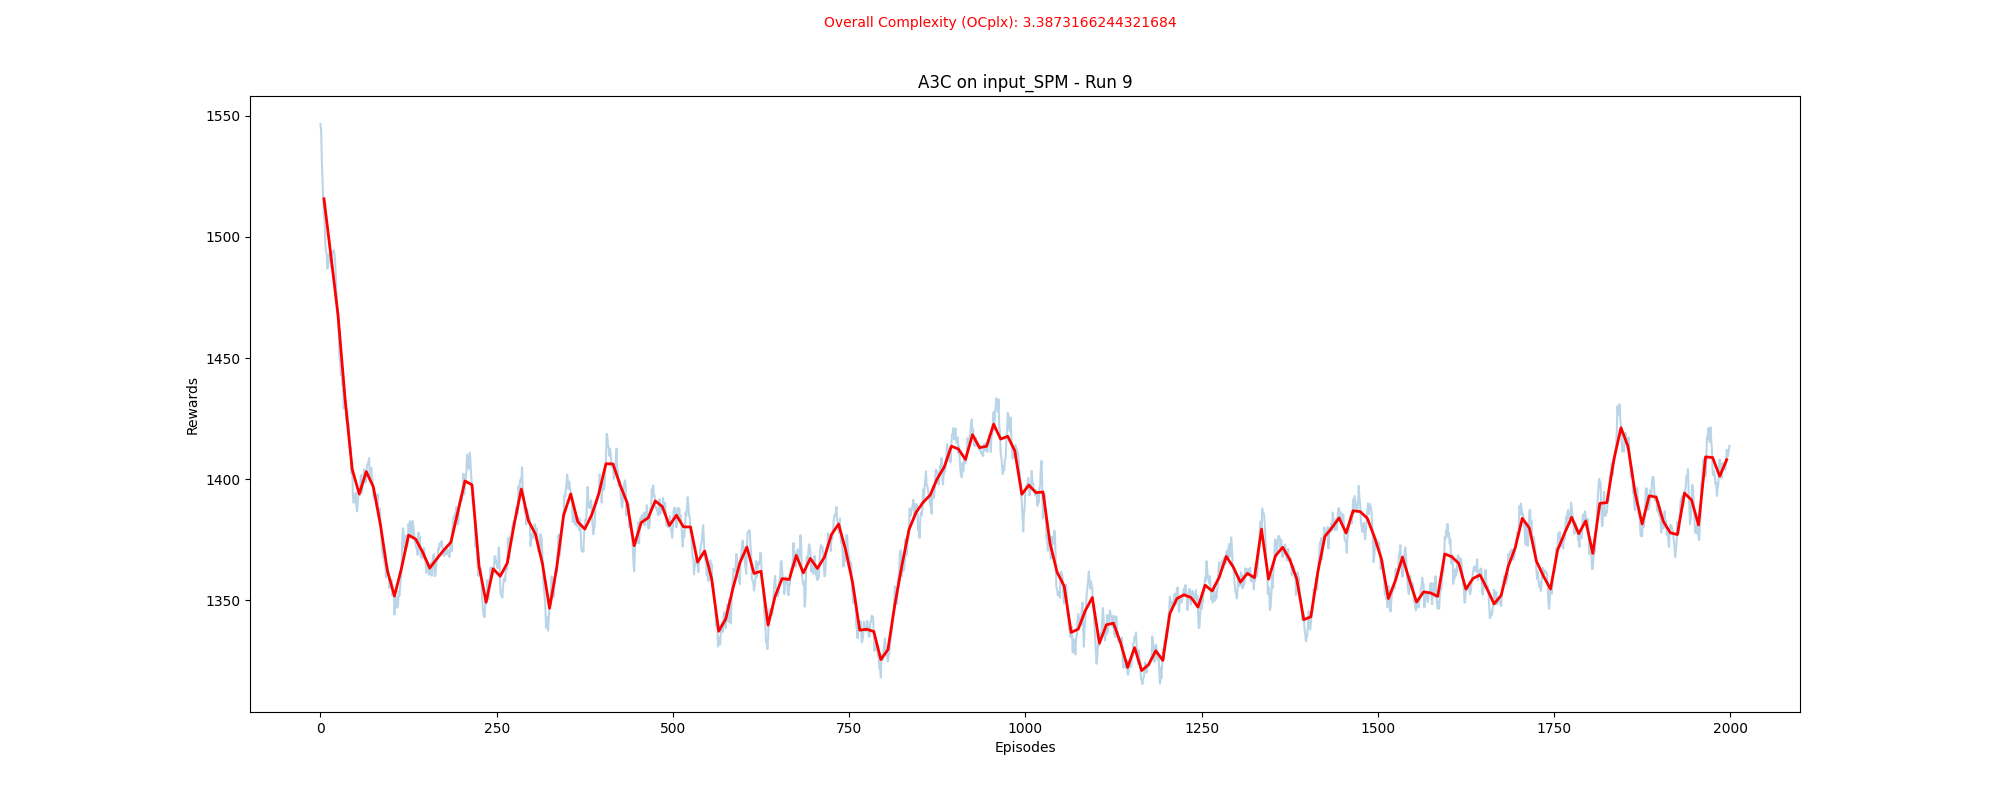 Overall Complexity (OCplx): 3.3873166244321684
A3C on input_SPM - Run 9
1550
1500
1450
1400
1350
Rewards
0 250 500 750 1000 1250 1500 1750 2000
Episodes